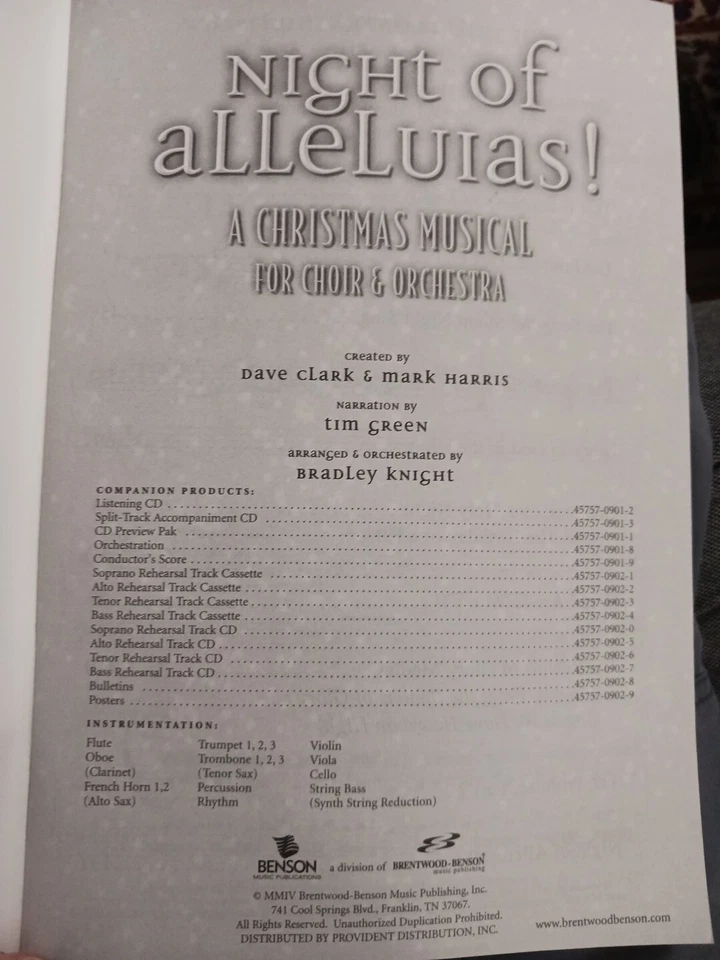 NIGHT of
alleluias!
A CHRISTMAS MUSICAL
FOR CHOIR & ORCHESTRA
created by
Dave Clark & Mark Harris
narration by
Tim Green
arranged & orchestrated by
Bradley Knight
COMPANION PRODUCTS:
Listening CD ........................ 45757-0901-2
Split-Track Accompaniment CD ........................ 45757-0901-3
CD Preview Pak ........................ 45757-0901-1
Orchestration ........................ 45757-0901-8
Conductor's Score ........................ 45757-0901-9
Soprano Rehearsal Track Cassette ........................ 45757-0902-1
Alto Rehearsal Track Cassette ........................ 45757-0902-2
Tenor Rehearsal Track Cassette ........................ 45757-0902-3
Bass Rehearsal Track Cassette ........................ 45757-0902-4
Soprano Rehearsal Track CD ........................ 45757-0902-0
Alto Rehearsal Track CD ........................ 45757-0902-5
Tenor Rehearsal Track CD ........................ 45757-0902-6
Bass Rehearsal Track CD ........................ 45757-0902-7
Bulletins ........................ 45757-0902-8
Posters ........................ 45757-0902-9
INSTRUMENTATION:
Flute Trumpet 1, 2, 3 Violin
Oboe Trombone 1, 2, 3 Viola
(Clarinet) (Tenor Sax) Cello
French Horn 1,2 Percussion String Bass
(Alto Sax) Rhythm (Synth String Reduction)
BENSON a division of BRENTWOOD-BENSON
MUSIC PUBLICATIONS music publishing
© MMIV Brentwood-Benson Music Publishing, Inc.
741 Cool Springs Blvd., Franklin, TN 37067.
All Rights Reserved. Unauthorized Duplication Prohibited.
DISTRIBUTED BY PROVIDENT DISTRIBUTION, INC.
www.brentwoodbenson.com